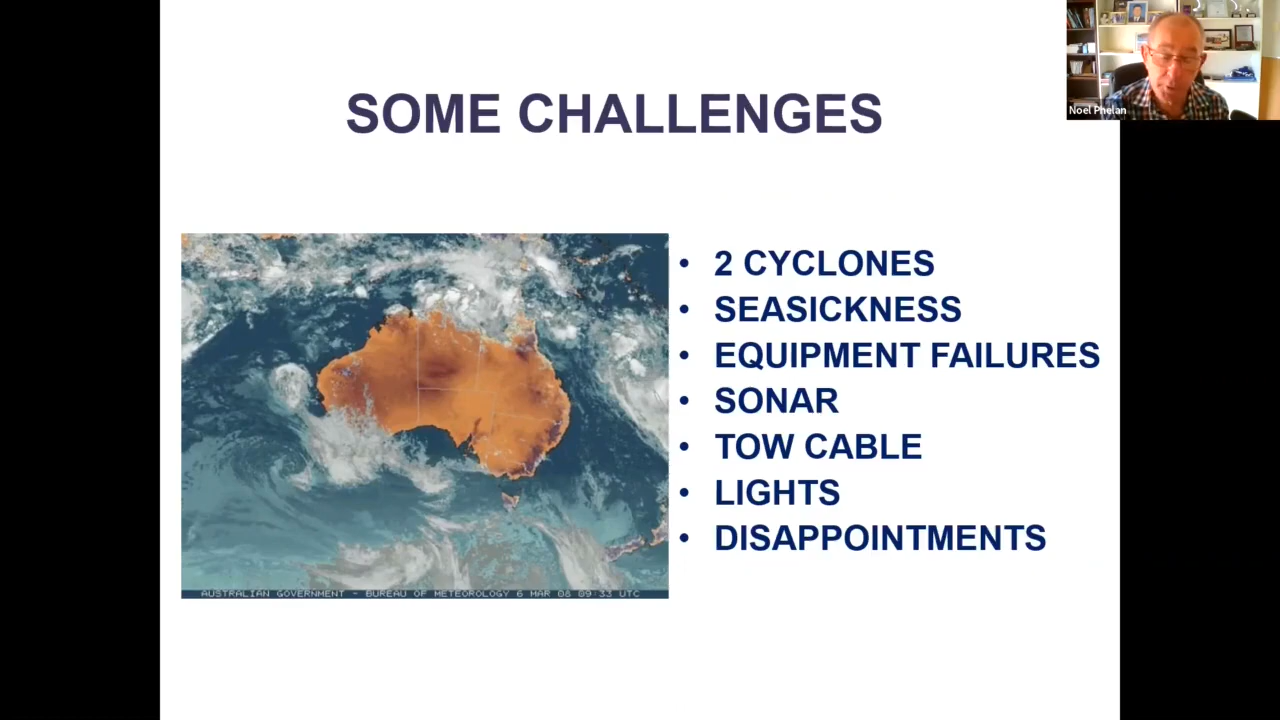 SOME CHALLENGES
Noel Phelan
• 2 CYCLONES
• SEASICKNESS
• EQUIPMENT FAILURES
• SONAR
• TOW CABLE
• LIGHTS
• DISAPPOINTMENTS
AUSTRALIAN GOVERNMENT - BUREAU OF METEOROLOGY 6 MAR 08 09:33 UTC